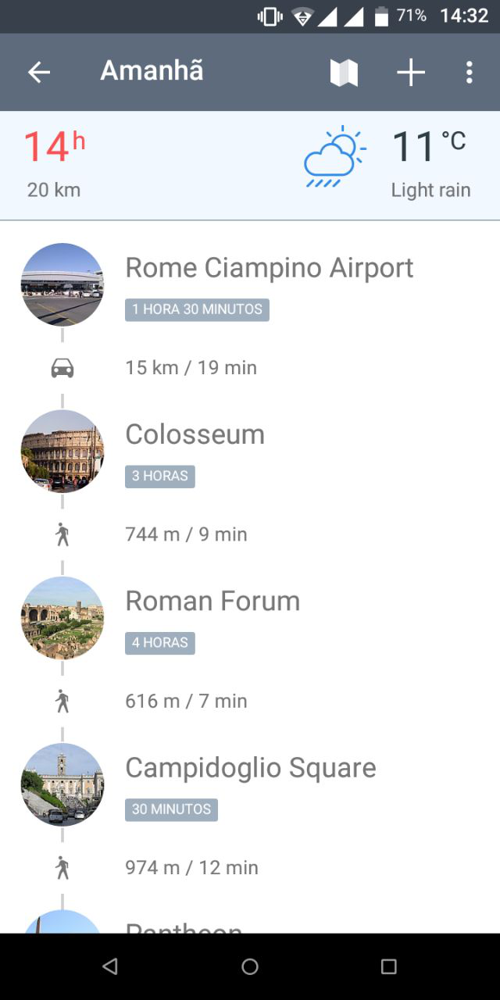 71% 14:32
Amanhã
14h 11 °C
20 km Light rain
Rome Ciampino Airport
1 HORA 30 MINUTOS
15 km / 19 min
Colosseum
3 HORAS
744 m / 9 min
Roman Forum
4 HORAS
616 m / 7 min
Campidoglio Square
30 MINUTOS
974 m / 12 min
Pantheon